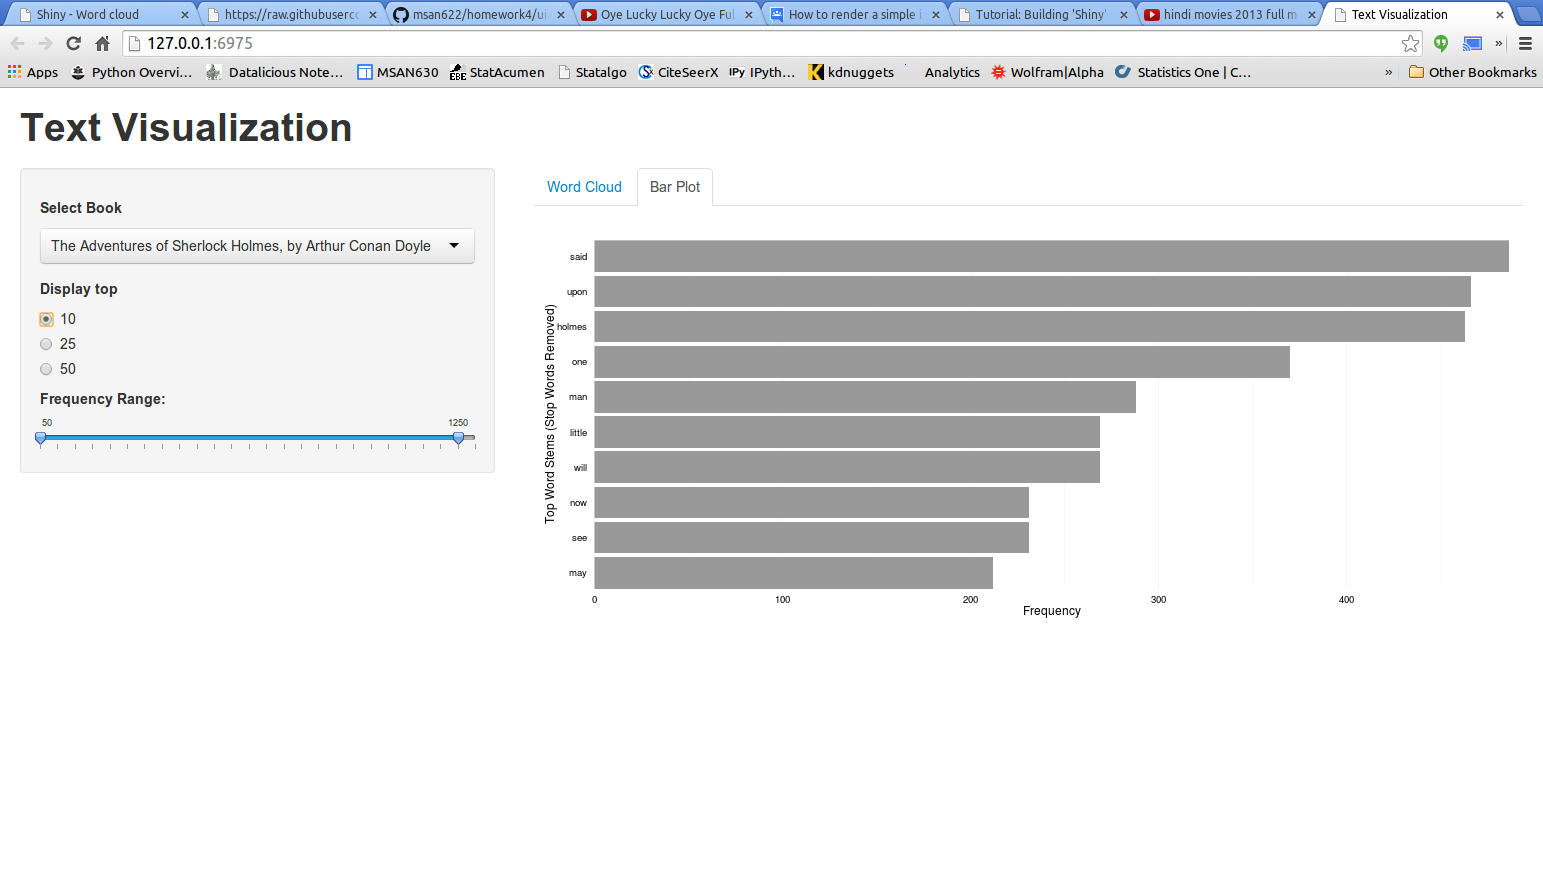 Shiny - Word cloud
https://raw.githubuserco
msan622/homework4/ui
Oye Lucky Lucky Oye Ful
How to render a simple i
Tutorial: Building 'Shiny'
hindi movies 2013 full m
Text Visualization
127.0.0.1:6975
»
Apps
Python Overvi...
Datalicious Note...
MSAN630
EBE StatAcumen
Statalgo
CiteSeerX
IPy IPyth...
kdnuggets
Analytics
Wolfram|Alpha
Statistics One | C...
»
Other Bookmarks
Text Visualization
Select Book
The Adventures of Sherlock Holmes, by Arthur Conan Doyle
Display top
10
25
50
Frequency Range:
50 1250
Word Cloud Bar Plot
Top Word Stems (Stop Words Removed)
said
upon
holmes
one
man
little
will
now
see
may
0 100 200 300 400
Frequency